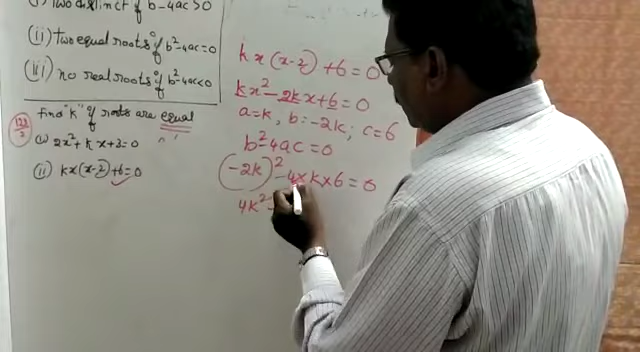 (i) Two distinct if b²-4ac>0
(ii) two equal roots if b²-4ac=0
(iii) no real roots if b²-4ac<0
Find "k" if roots are equal
(i) 2x²+kx+3=0
(ii) kx(x-2)+6=0
kx(x-2)+6=0
kx²-2kx+6=0
a=k, b=-2k; c=6
b²-4ac=0
(-2k)²-4×k×6=0
4k²-